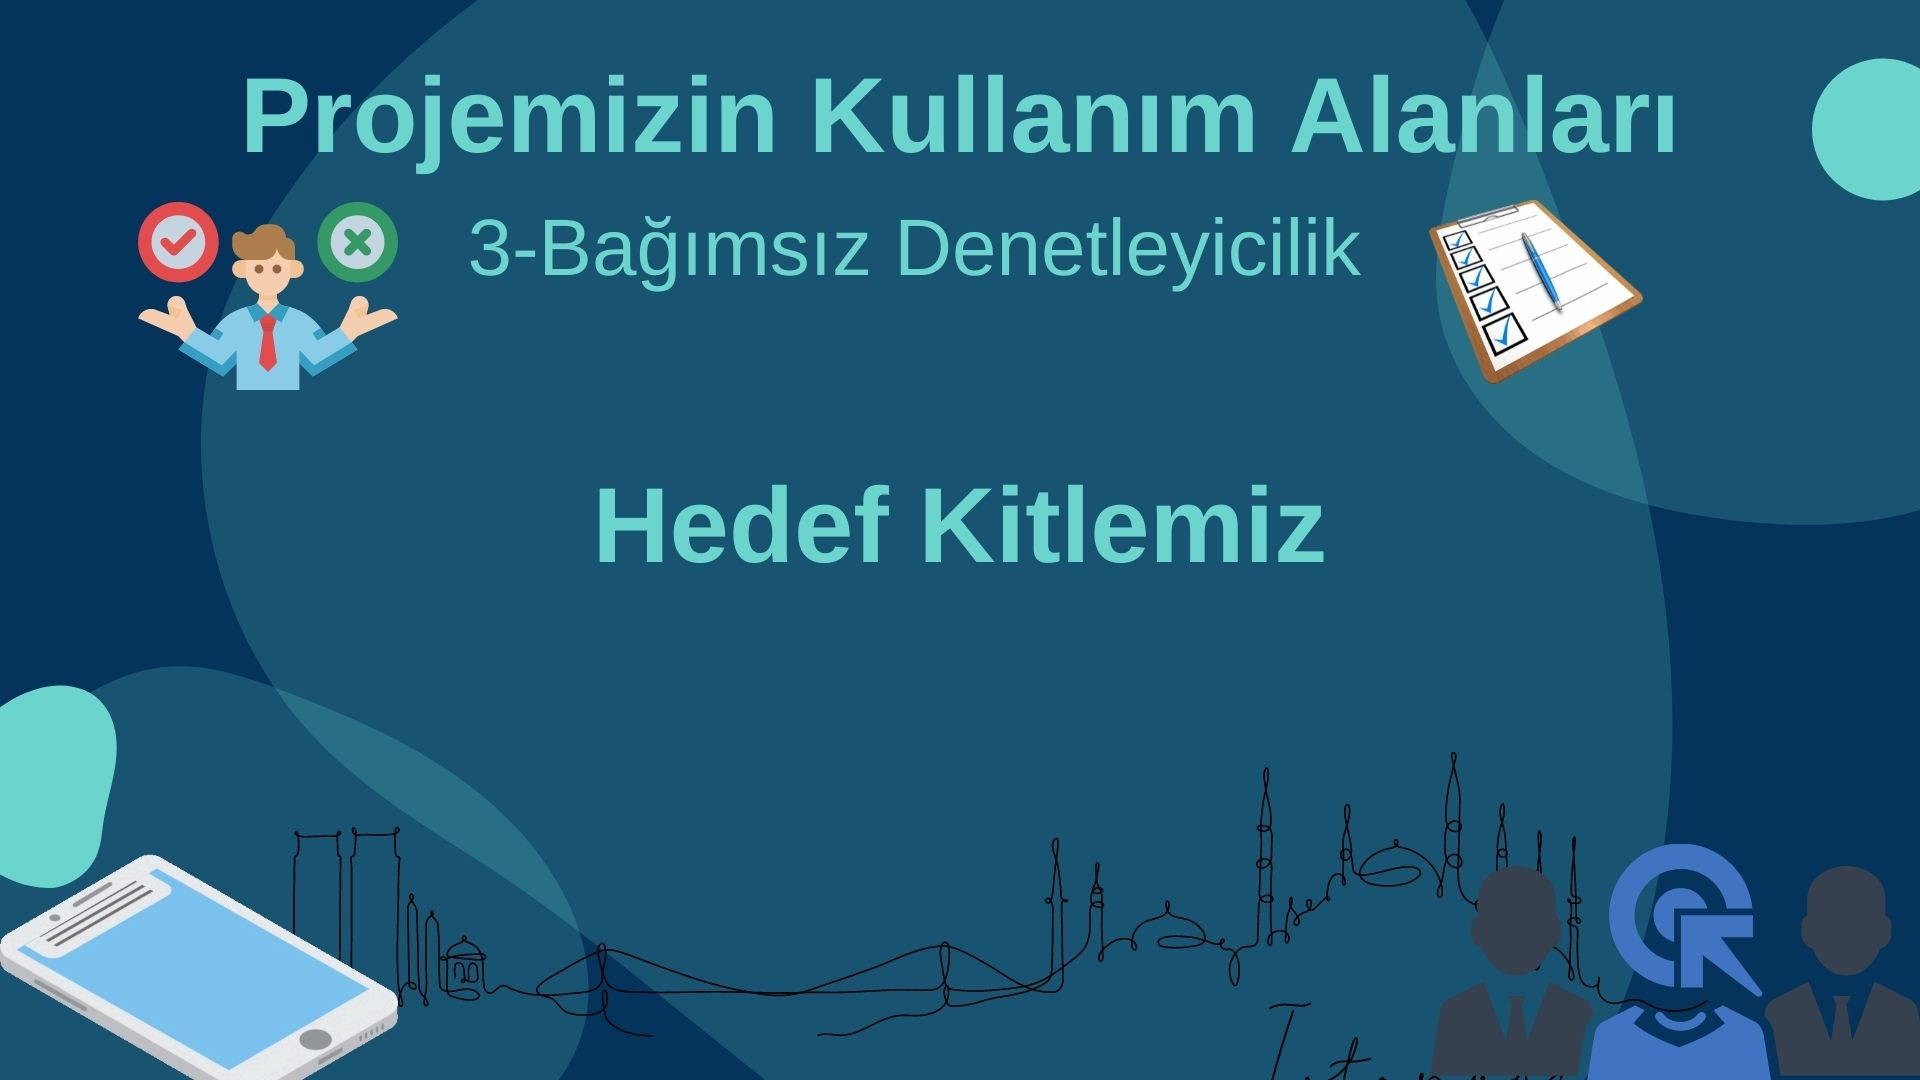 Projemizin Kullanım Alanları
3-Bağımsız Denetleyicilik
Hedef Kitlemiz